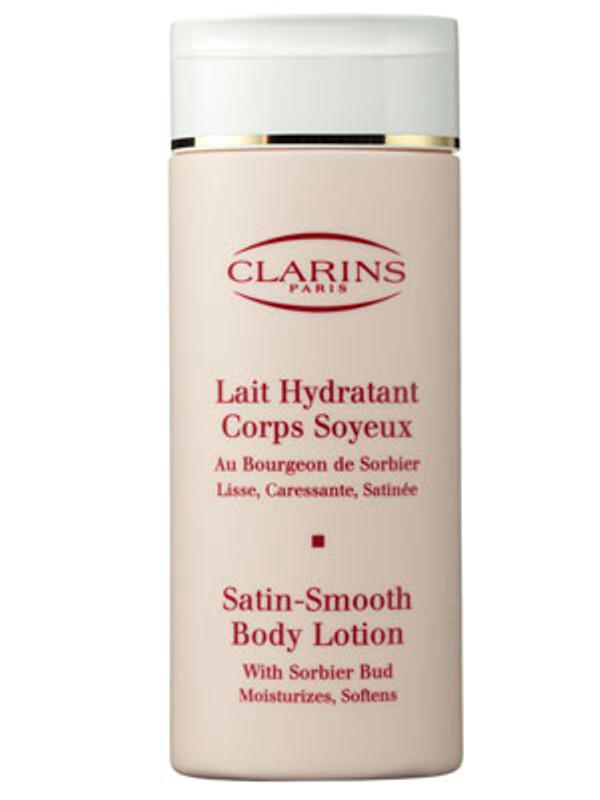 CLARINS
PARIS
Lait Hydratant
Corps Soyeux
Au Bourgeon de Sorbier
Lisse, Caressante, Satinée
Satin-Smooth
Body Lotion
With Sorbier Bud
Moisturizes, Softens